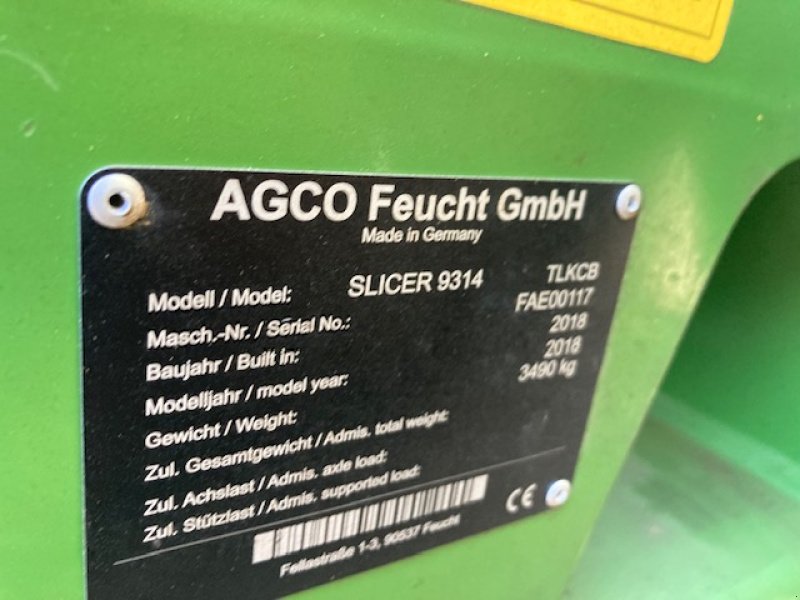 AGCO Feucht GmbH
Made in Germany
Modell / Model: SLICER 9314 TLKCB
Masch.-Nr. / Serial No.: FAE00117
Baujahr / Built in: 2018
Modelljahr / model year: 2018
Gewicht / Weight: 3490 kg
Zul. Gesamtgewicht / Admis. total weight:
Zul. Achslast / Admis. axle load:
Zul. Stützlast / Admis. supported load:
CE
Fellastraße 1-3, 90537 Feucht